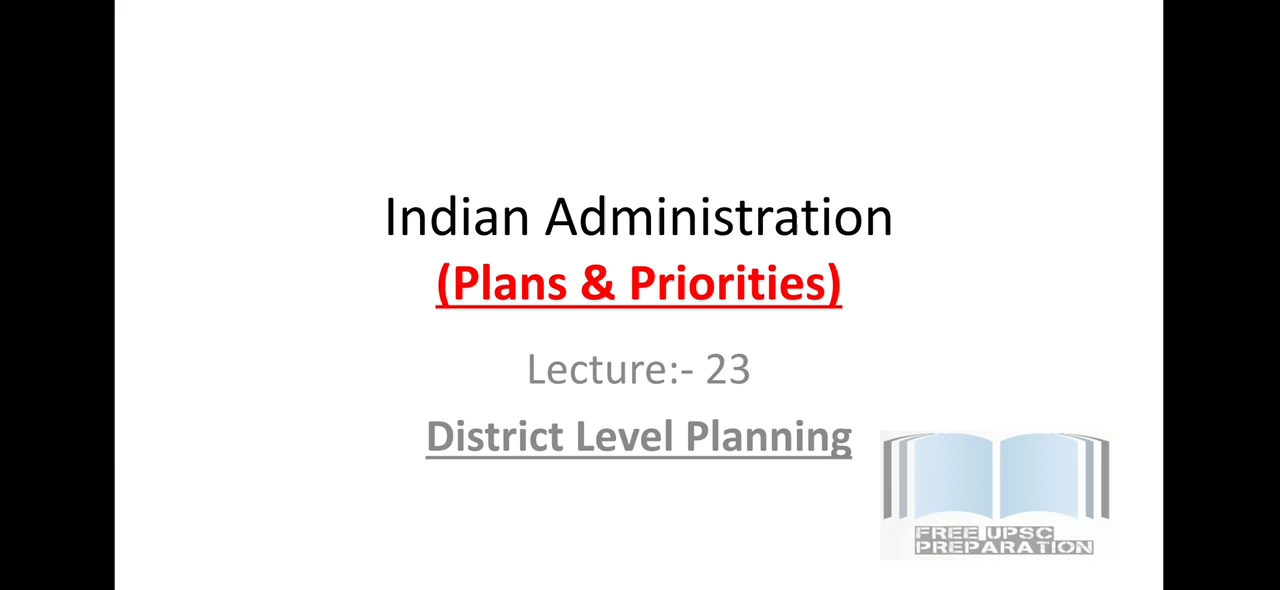 Indian Administration
(Plans & Priorities)
Lecture:- 23
District Level Planning
FREE UPSC
PREPARATION